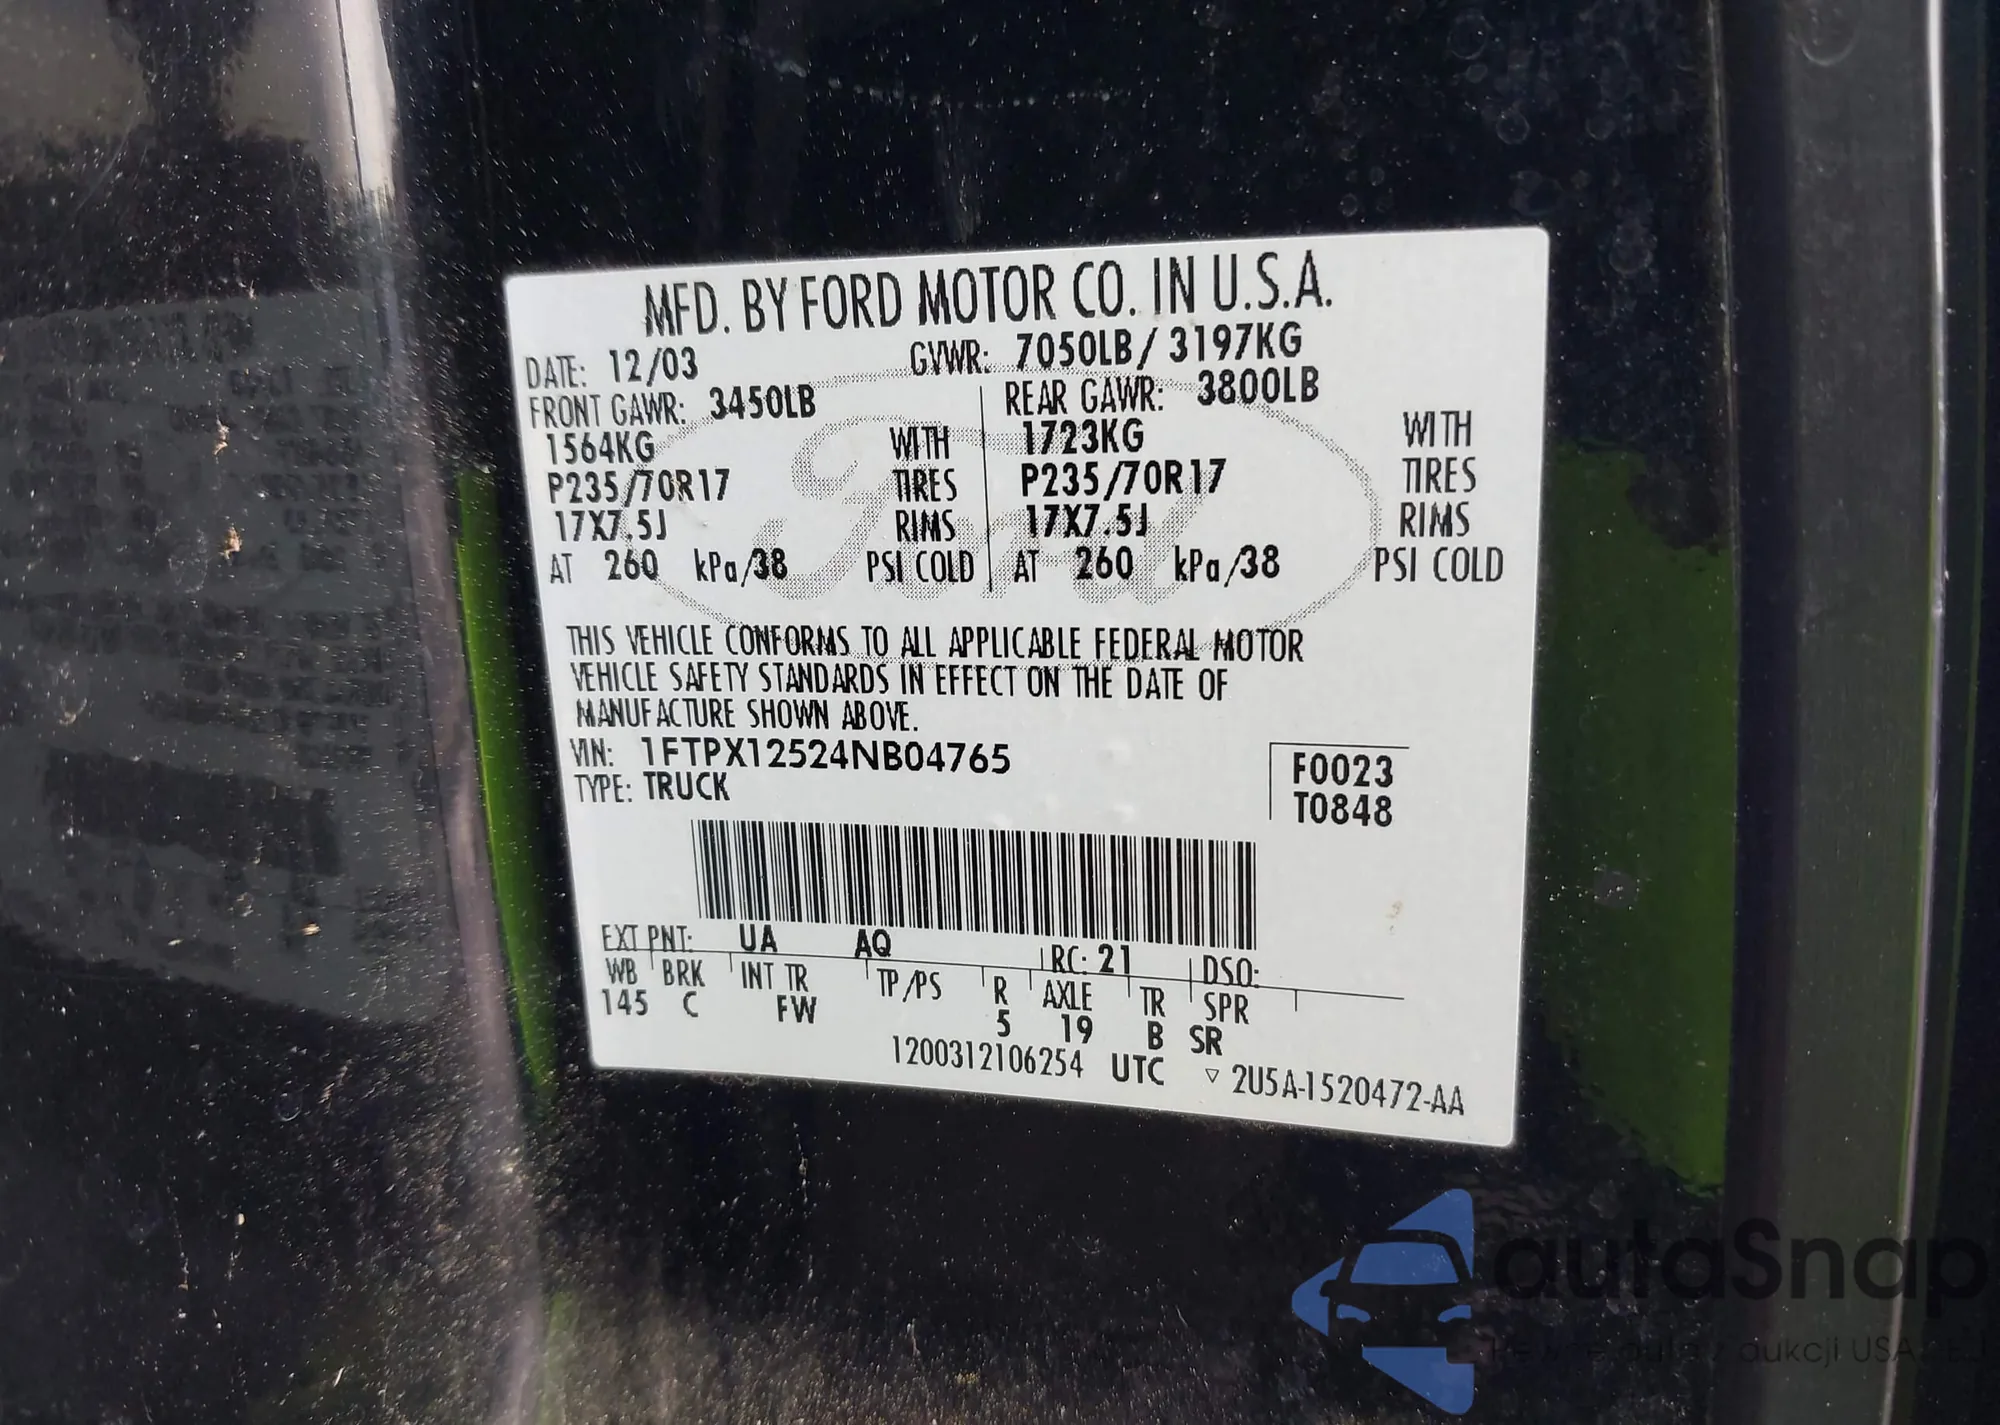 MFD. BY FORD MOTOR CO. IN U.S.A.
DATE: 12/03 GVWR: 7050LB / 3197KG
FRONT GAWR: 3450LB REAR GAWR: 3800LB
1564KG WITH 1723KG WITH
P235/70R17 TIRES P235/70R17 TIRES
17X7.5J RIMS 17X7.5J RIMS
AT 260 kPa/38 PSI COLD AT 260 kPa/38 PSI COLD
THIS VEHICLE CONFORMS TO ALL APPLICABLE FEDERAL MOTOR
VEHICLE SAFETY STANDARDS IN EFFECT ON THE DATE OF
MANUFACTURE SHOWN ABOVE.
VIN: 1FTPX12524NB04765
TYPE: TRUCK
F0023
T0848
EXT PNT: UA AQ RC: 21 DSO:
WB BRK INT TR TP/PS R AXLE TR SPR
145 C FW 5 19 B SR
1200312106254 UTC ▽ 2U5A-1520472-AA
Ford
autaSnap
aukcji USA